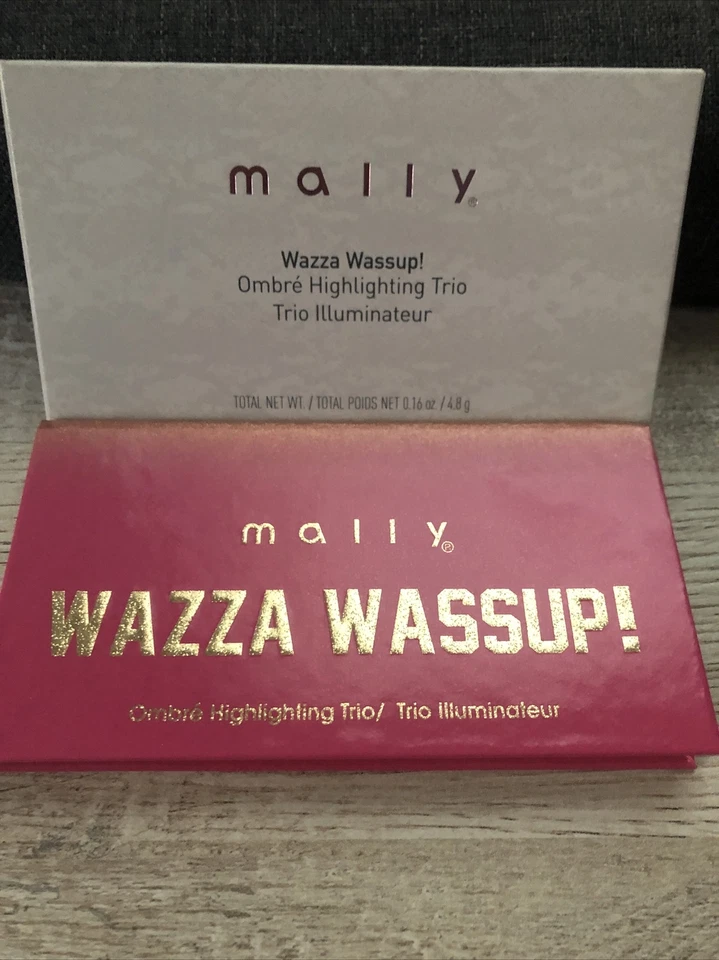 mally®
Wazza Wassup!
Ombré Highlighting Trio
Trio Illuminateur
TOTAL NET WT. / TOTAL POIDS NET 0.16 oz / 4.8 g
mally®
WAZZA WASSUP!
Ombré Highlighting Trio/ Trio Illuminateur